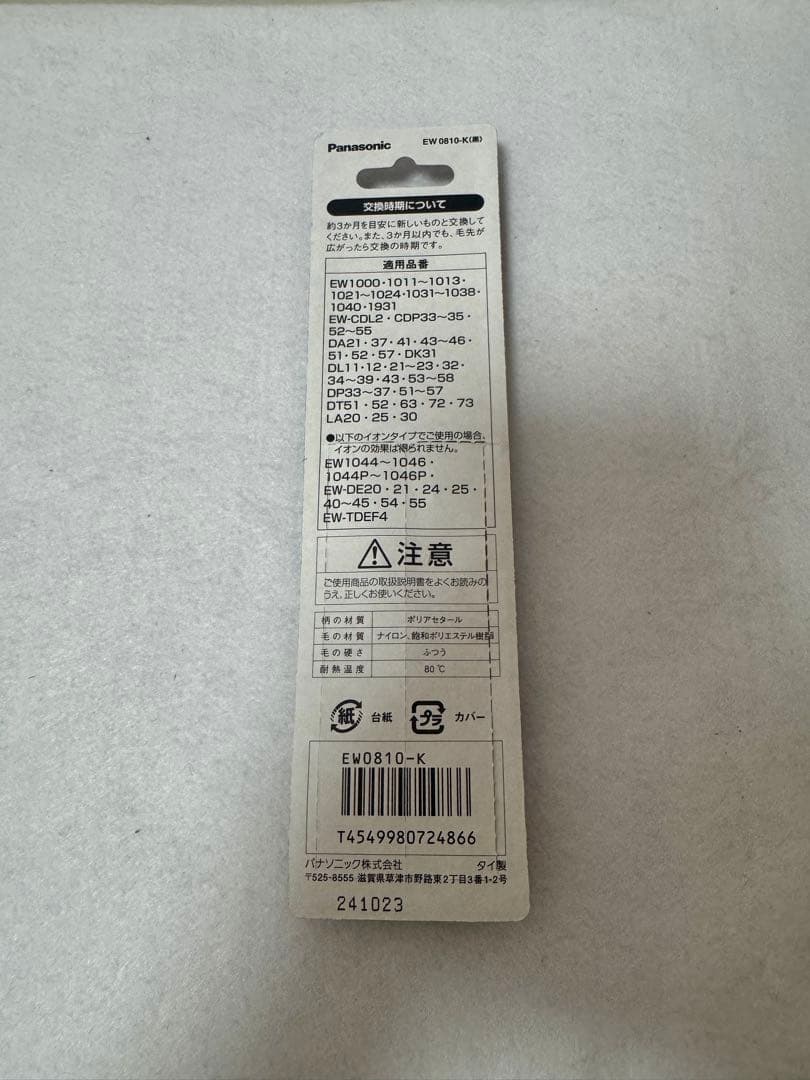 Panasonic EW0810-K(黒)
交換時期について
約3か月を目安に新しいものと交換して
ください。また、3か月以内でも、毛先が
広がったら交換の時期です。
適用品番
EW1000・1011〜1013・
1021〜1024・1031〜1038・
1040・1931
EW-CDL2・CDP33〜35・
52〜55
DA21・37・41・43〜46・
51・52・57・DK31
DL11・12・21〜23・32・
34〜39・43・53〜58
DP33〜37・51〜57
DT51・52・63・72・73
LA20・25・30
●以下のイオンタイプでご使用の場合、
イオンの効果は得られません。
EW1044〜1046・
1044P〜1046P・
EW-DE20・21・24・25・
40〜45・54・55
EW-TDEF4
注意
ご使用商品の取扱説明書をよくお読みの
うえ、正しくお使いください。
柄の材質 ポリアセタール
毛の材質 ナイロン、飽和ポリエステル樹脂
毛の硬さ ふつう
耐熱温度 80℃
紙 台紙 プラ カバー
EW0810-K
T4549980724866
パナソニック株式会社 タイ製
〒525-8555 滋賀県草津市野路東2丁目3番1-2号
241023